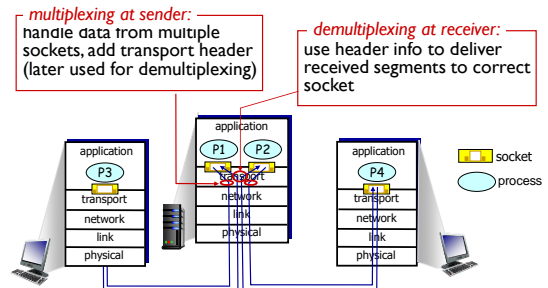 multiplexing at sender:
handle data from multiple
sockets, add transport header
(later used for demultiplexing)
demultiplexing at receiver:
use header info to deliver
received segments to correct
socket
application
P3
transport
network
link
physical
application
P1 P2
transport
network
link
physical
application
P4
transport
network
link
physical
socket
process